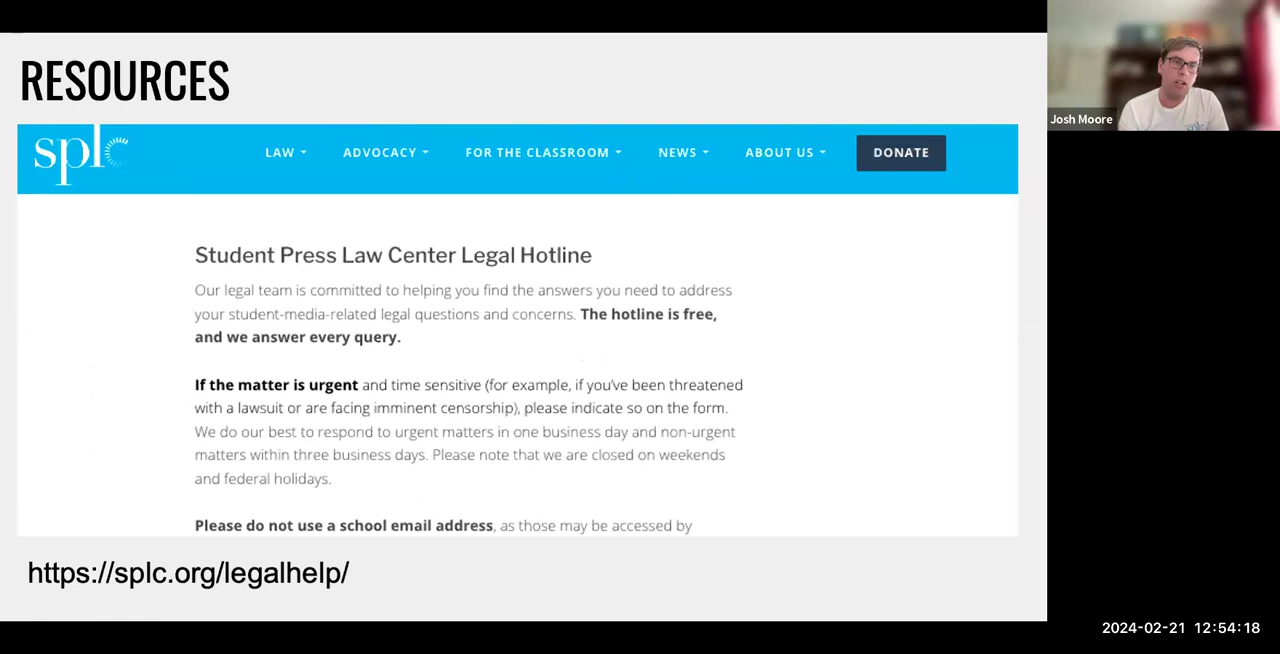 RESOURCES
splc
LAW ADVOCACY FOR THE CLASSROOM NEWS ABOUT US DONATE
Student Press Law Center Legal Hotline
Our legal team is committed to helping you find the answers you need to address
your student-media-related legal questions and concerns. The hotline is free,
and we answer every query.
If the matter is urgent and time sensitive (for example, if you’ve been threatened
with a lawsuit or are facing imminent censorship), please indicate so on the form.
We do our best to respond to urgent matters in one business day and non-urgent
matters within three business days. Please note that we are closed on weekends
and federal holidays.
Please do not use a school email address, as those may be accessed by
https://splc.org/legalhelp/
Josh Moore
splc
2024-02-21 12:54:18